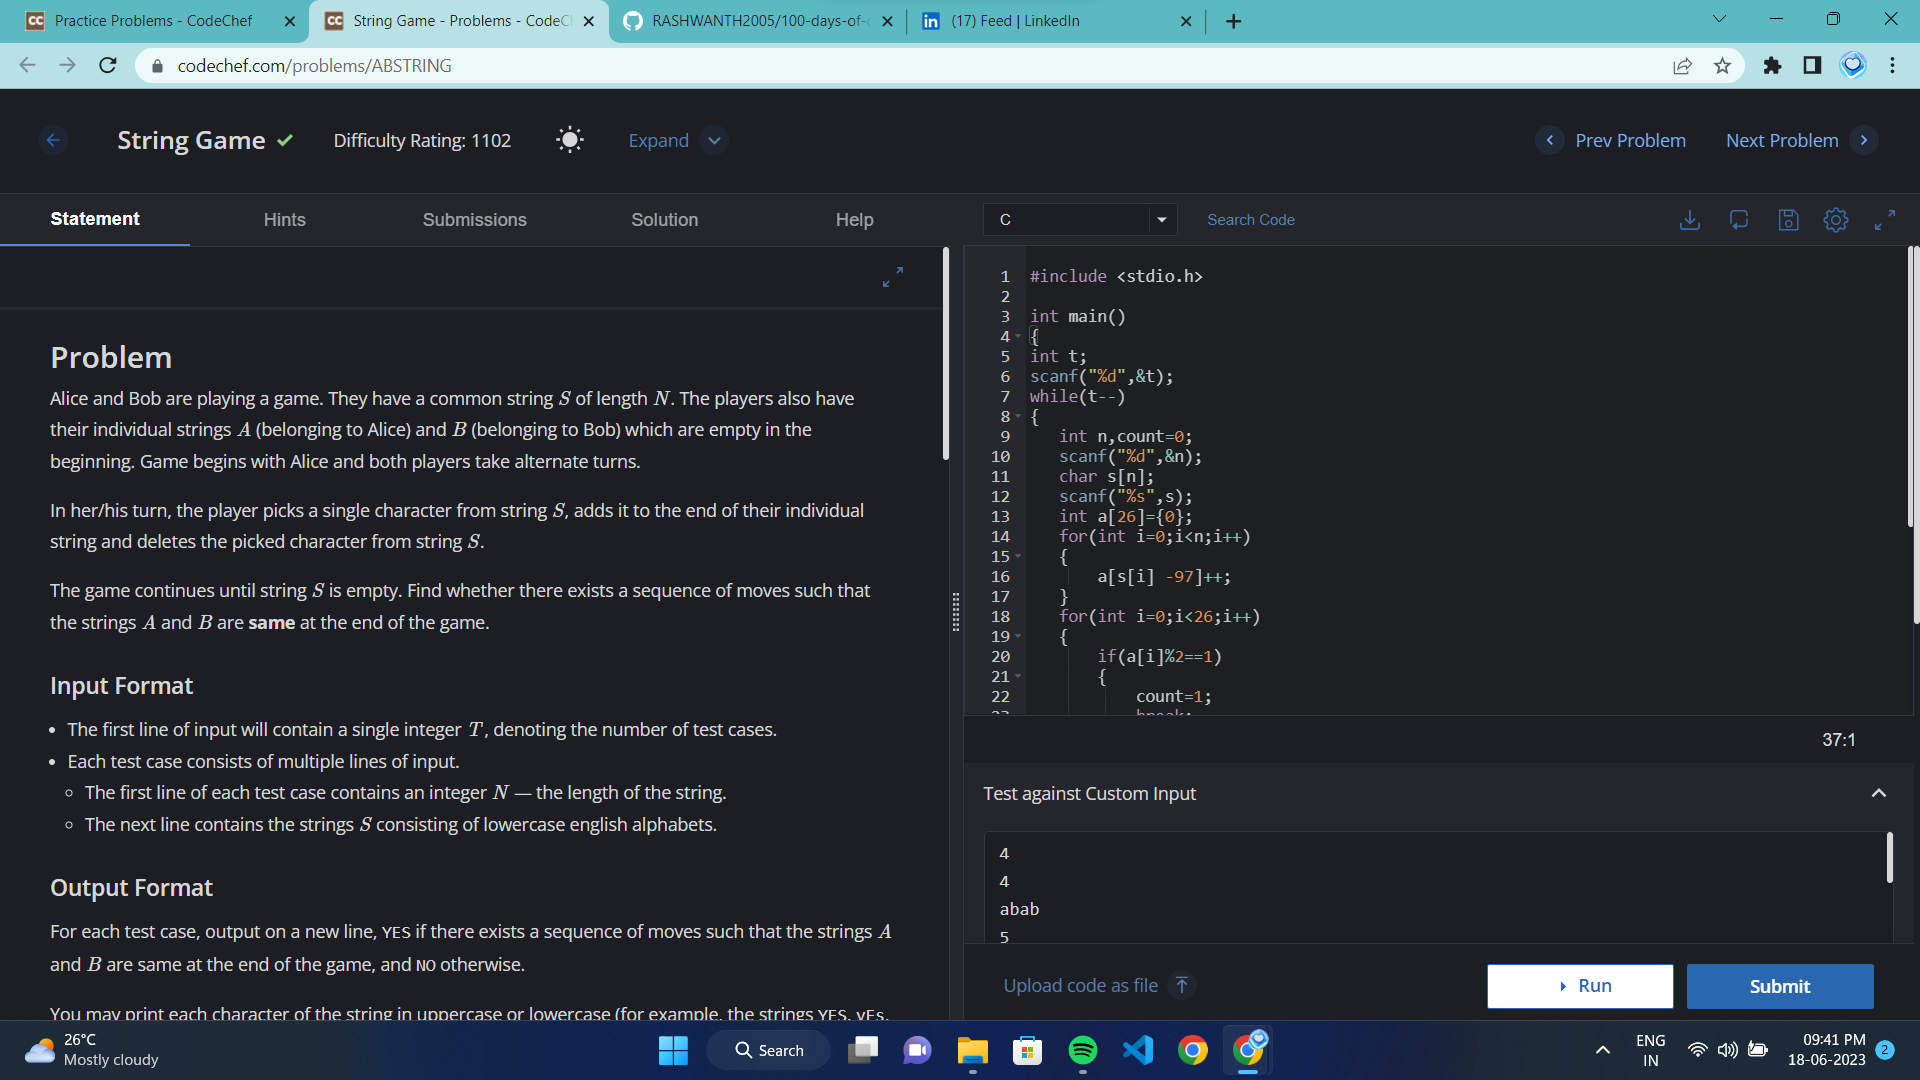 Practice Problems - CodeChef
String Game - Problems - CodeC
RASHWANTH2005/100-days-of-c
(17) Feed | LinkedIn
codechef.com/problems/ABSTRING
String Game
Difficulty Rating: 1102
Expand
Prev Problem
Next Problem
Statement
Hints
Submissions
Solution
Help
Problem
Alice and Bob are playing a game. They have a common string S of length N. The players also have
their individual strings A (belonging to Alice) and B (belonging to Bob) which are empty in the
beginning. Game begins with Alice and both players take alternate turns.
In her/his turn, the player picks a single character from string S, adds it to the end of their individual
string and deletes the picked character from string S.
The game continues until string S is empty. Find whether there exists a sequence of moves such that
the strings A and B are same at the end of the game.
Input Format
• The first line of input will contain a single integer T, denoting the number of test cases.
• Each test case consists of multiple lines of input.
◦ The first line of each test case contains an integer N — the length of the string.
◦ The next line contains the strings S consisting of lowercase english alphabets.
Output Format
For each test case, output on a new line, YES if there exists a sequence of moves such that the strings A
and B are same at the end of the game, and NO otherwise.
You may print each character of the string in uppercase or lowercase (for example, the strings YES, yEs,
C
Search Code
1 #include <stdio.h>
2
3 int main()
4 {
5 int t;
6 scanf("%d",&t);
7 while(t--)
8 {
9 int n,count=0;
10 scanf("%d",&n);
11 char s[n];
12 scanf("%s",s);
13 int a[26]={0};
14 for(int i=0;i<n;i++)
15 {
16 a[s[i] -97]++;
17 }
18 for(int i=0;i<26;i++)
19 {
20 if(a[i]%2==1)
21 {
22 count=1;
23 break;
37:1
Test against Custom Input
4
4
abab
5
Upload code as file
Run
Submit
26°C
Mostly cloudy
Search
ENG
IN
09:41 PM
18-06-2023
2